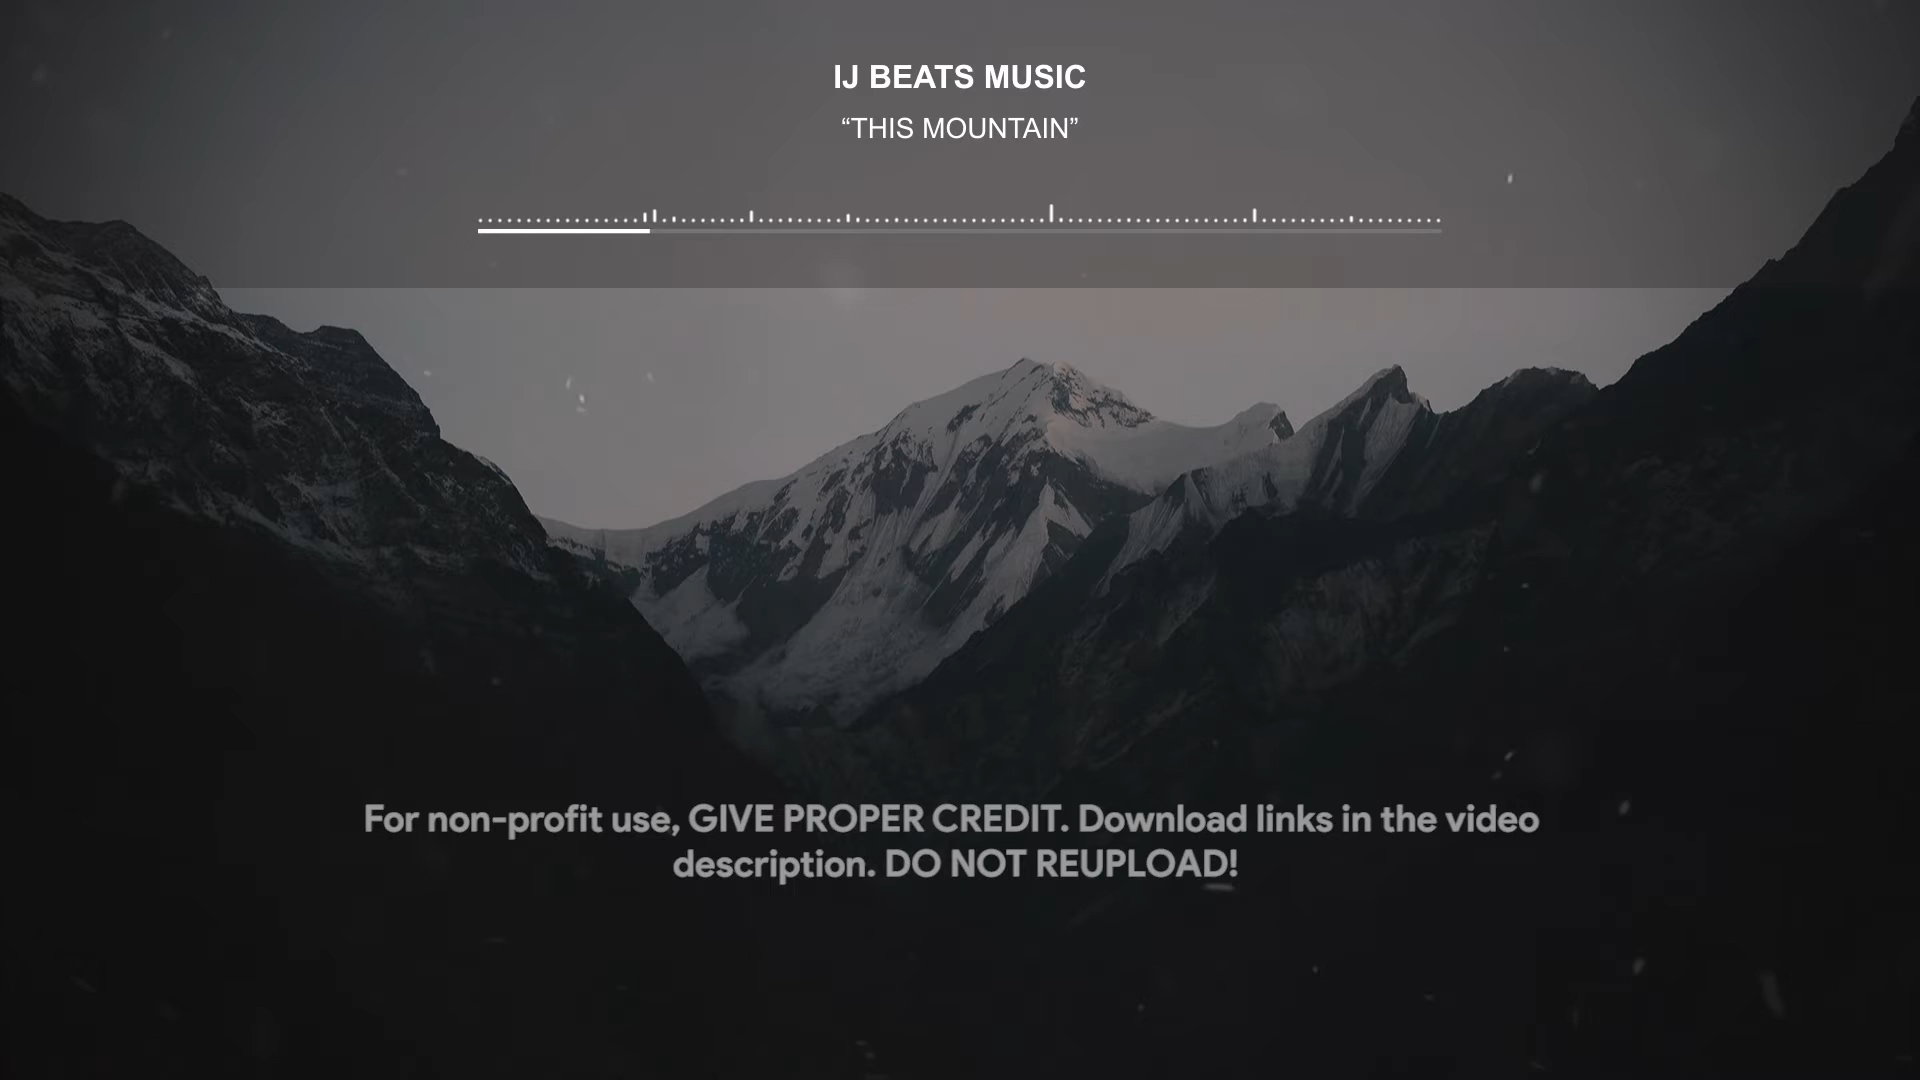 IJ BEATS MUSIC
“THIS MOUNTAIN”
For non-profit use, GIVE PROPER CREDIT. Download links in the video
description. DO NOT REUPLOAD!